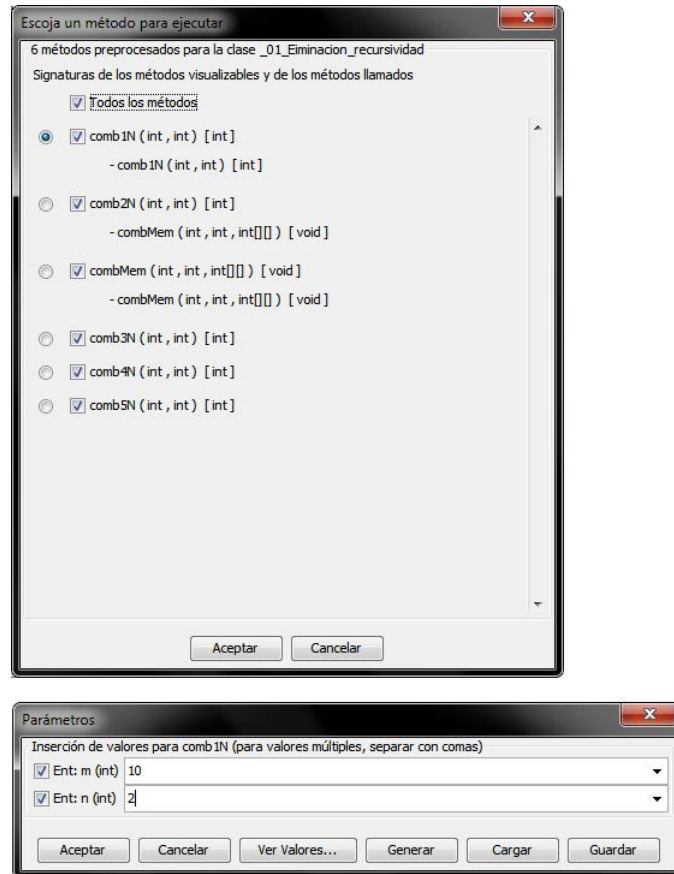 Escoja un método para ejecutar
6 métodos preprocesados para la clase _01_Eiminacion_recursividad
Signaturas de los métodos visualizables y de los métodos llamados
Todos los métodos
comb1N ( int , int ) [ int ]
- comb1N ( int , int ) [ int ]
comb2N ( int , int ) [ int ]
- combMem ( int , int , int[][] ) [ void ]
combMem ( int , int , int[][] ) [ void ]
- combMem ( int , int , int[][] ) [ void ]
comb3N ( int , int ) [ int ]
comb4N ( int , int ) [ int ]
comb5N ( int , int ) [ int ]
Aceptar Cancelar
Parámetros
Inserción de valores para comb1N (para valores múltiples, separar con comas)
Ent: m (int) 10
Ent: n (int) 2
Aceptar Cancelar Ver Valores... Generar Cargar Guardar